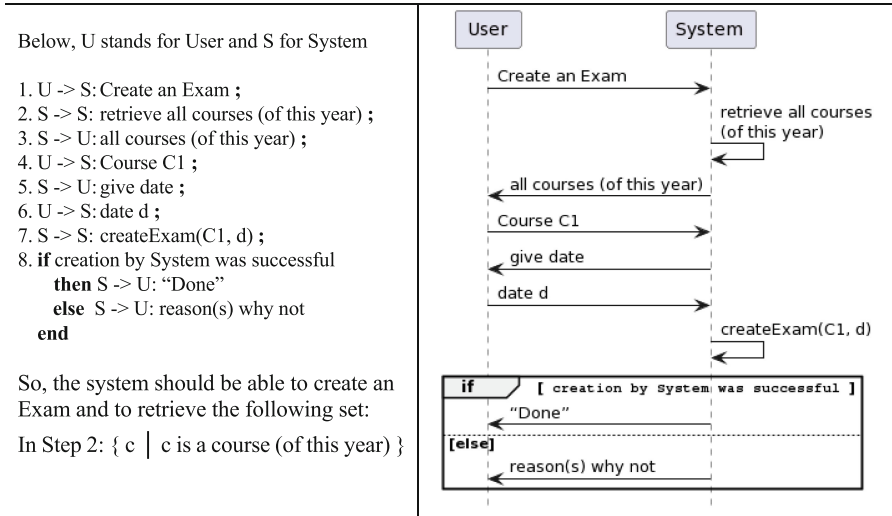 Below, U stands for User and S for System
1. U -> S: Create an Exam ;
2. S -> S: retrieve all courses (of this year) ;
3. S -> U: all courses (of this year) ;
4. U -> S: Course C1 ;
5. S -> U: give date ;
6. U -> S: date d ;
7. S -> S: createExam(C1, d) ;
8. if creation by System was successful
then S -> U: “Done”
else S -> U: reason(s) why not
end
So, the system should be able to create an
Exam and to retrieve the following set:
In Step 2: { c | c is a course (of this year) }
User
System
Create an Exam
retrieve all courses
(of this year)
all courses (of this year)
Course C1
give date
date d
createExam(C1, d)
if [ creation by System was successful ]
“Done”
[else]
reason(s) why not